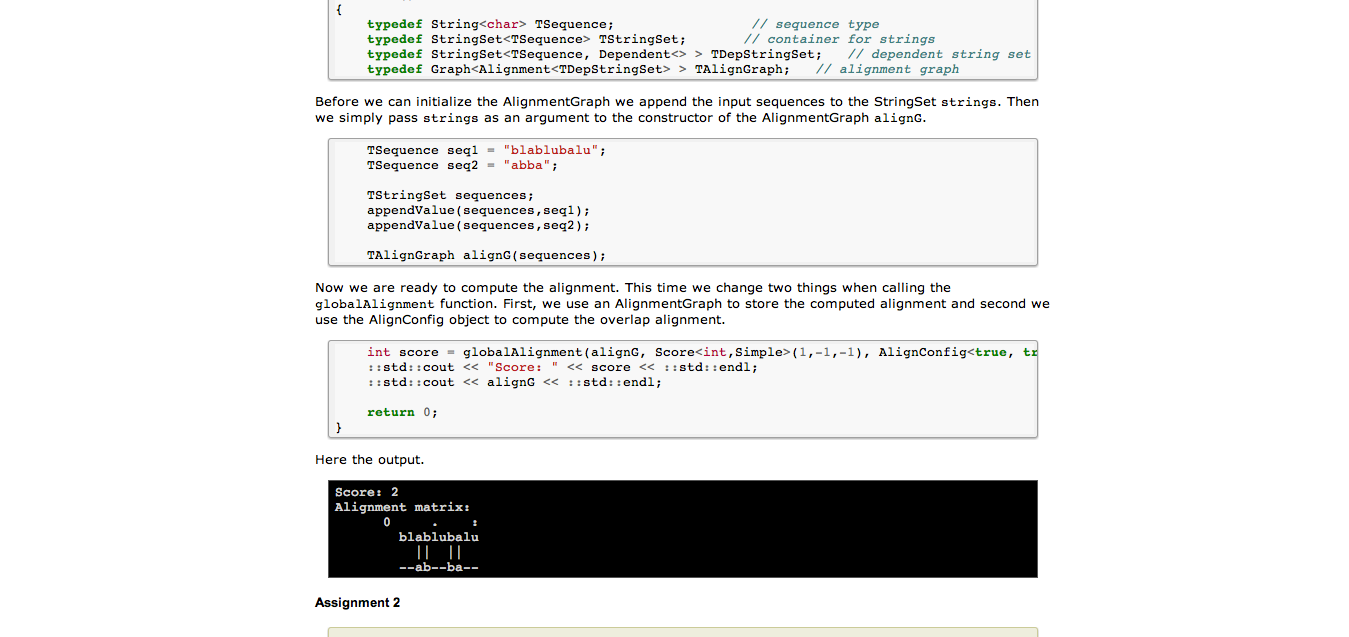 {
    typedef String<char> TSequence;                 // sequence type
    typedef StringSet<TSequence> TStringSet;       // container for strings
    typedef StringSet<TSequence, Dependent<> > TDepStringSet;   // dependent string set
    typedef Graph<Alignment<TDepStringSet> > TAlignGraph;   // alignment graph
Before we can initialize the AlignmentGraph we append the input sequences to the StringSet strings. Then
we simply pass strings as an argument to the constructor of the AlignmentGraph alignG.
    TSequence seq1 = "blablubalu";
    TSequence seq2 = "abba";
    TStringSet sequences;
    appendValue(sequences,seq1);
    appendValue(sequences,seq2);
    TAlignGraph alignG(sequences);
Now we are ready to compute the alignment. This time we change two things when calling the
globalAlignment function. First, we use an AlignmentGraph to store the computed alignment and second we
use the AlignConfig object to compute the overlap alignment.
    int score = globalAlignment(alignG, Score<int,Simple>(1,-1,-1), AlignConfig<true, tr
    ::std::cout << "Score: " << score << ::std::endl;
    ::std::cout << alignG << ::std::endl;
    return 0;
}
Here the output.
Score: 2
Alignment matrix:
      0     .    :
        blablubalu
          ||  ||
        --ab--ba--
Assignment 2